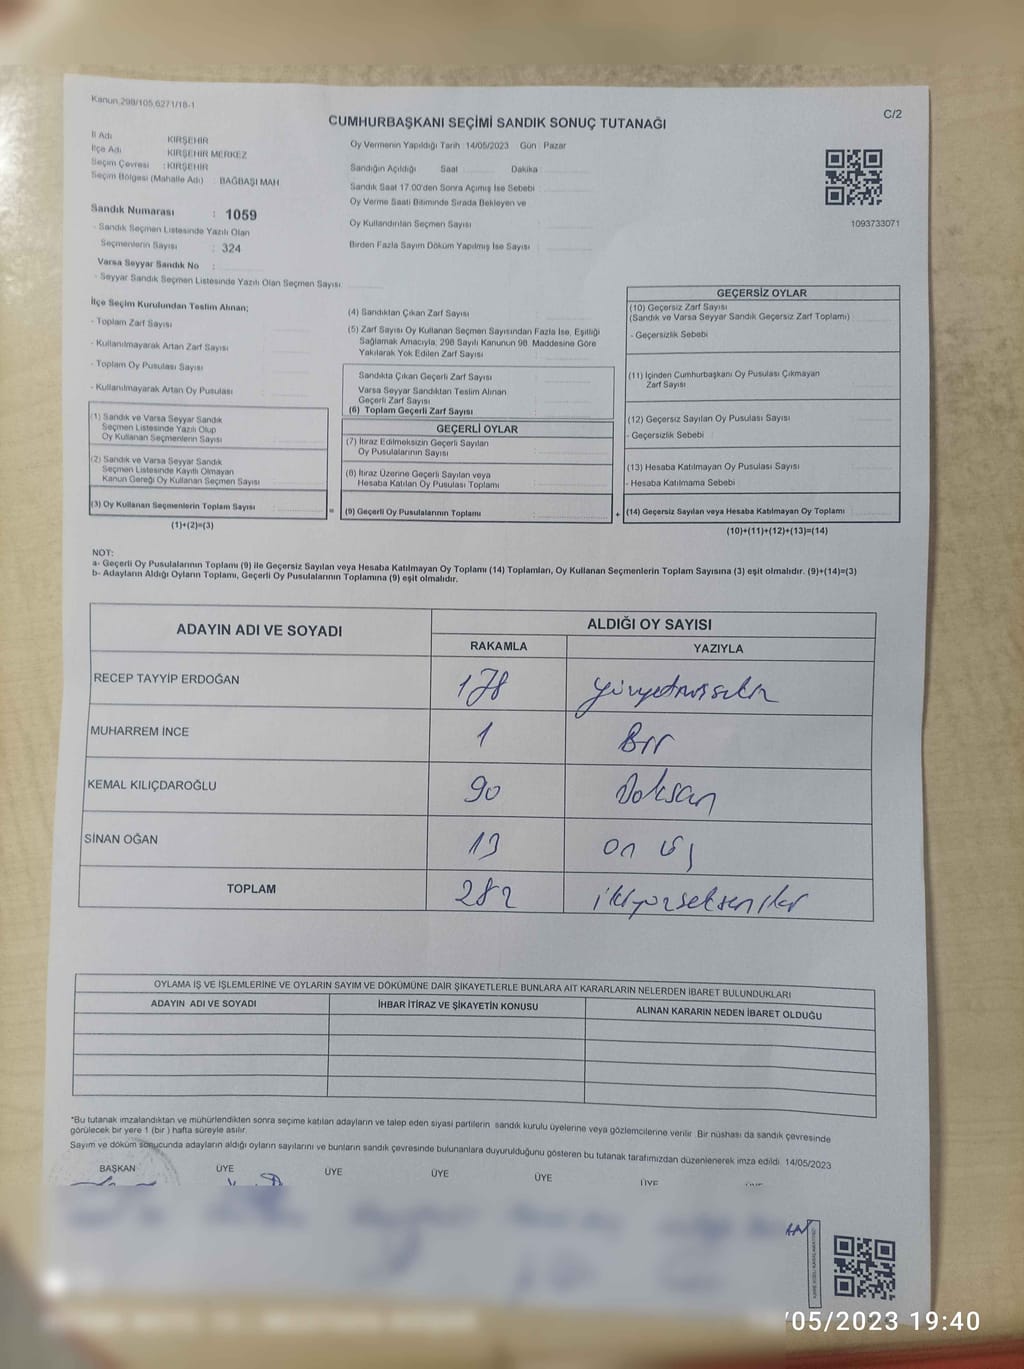 Kanun.298/105,6271/18-1
C/2
CUMHURBAŞKANI SEÇİMİ SANDIK SONUÇ TUTANAĞI
İl Adı KIRŞEHİR
İlçe Adı KIRŞEHİR MERKEZ
Seçim Çevresi : KIRŞEHİR
Seçim Bölgesi (Mahalle Adı) : BAĞBAŞI MAH
Sandık Numarası : 1059
- Sandık Seçmen Listesinde Yazılı Olan
Seçmenlerin Sayısı : 324
Varsa Seyyar Sandık No :
- Seyyar Sandık Seçmen Listesinde Yazılı Olan Seçmen Sayısı
Oy Vermenin Yapıldığı Tarih : 14/05/2023 Gün : Pazar
Sandığın Açıldığı Saat Dakika
Sandık Saat 17.00'den Sonra Açımış İse Sebebi
Oy Verme Saati Bitiminde Sırada Bekleyen ve
Oy Kullandırılan Seçmen Sayısı
Birden Fazla Sayım Döküm Yapılmış İse Sayısı
1093733071
İlçe Seçim Kurulundan Teslim Alınan;
- Toplam Zarf Sayısı
- Kullanılmayarak Artan Zarf Sayısı
- Toplam Oy Pusulası Sayısı
- Kullanılmayarak Artan Oy Pusulası
(1) Sandık ve Varsa Seyyar Sandık
Seçmen Listesinde Yazılı Olup
Oy Kullanan Seçmenlerin Sayısı
(2) Sandık ve Varsa Seyyar Sandık
Seçmen Listesinde Kayıtlı Olmayan
Kanun Gereği Oy Kullanan Seçmen Sayısı
(3) Oy Kullanan Seçmenlerin Toplam Sayısı =
(1)+(2)=(3)
(4) Sandıktan Çıkan Zarf Sayısı
(5) Zarf Sayısı Oy Kullanan Seçmen Sayısından Fazla İse, Eşitliği
Sağlamak Amacıyla, 298 Sayılı Kanunun 98. Maddesine Göre
Yakılarak Yok Edilen Zarf Sayısı
Sandıkta Çıkan Geçerli Zarf Sayısı
Varsa Seyyar Sandıktan Teslim Alınan
Geçerli Zarf Sayısı
(6) Toplam Geçerli Zarf Sayısı
GEÇERLİ OYLAR
(7) İtiraz Edilmeksizin Geçerli Sayılan
Oy Pusulalarının Sayısı
(8) İtiraz Üzerine Geçerli Sayılan veya
Hesaba Katılan Oy Pusulası Toplamı
(9) Geçerli Oy Pusulalarının Toplamı +
GEÇERSİZ OYLAR
(10) Geçersiz Zarf Sayısı
(Sandık ve Varsa Seyyar Sandık Geçersiz Zarf Toplamı)
- Geçersizlik Sebebi
(11) İçinden Cumhurbaşkanı Oy Pusulası Çıkmayan
Zarf Sayısı
(12) Geçersiz Sayılan Oy Pusulası Sayısı
- Geçersizlik Sebebi
(13) Hesaba Katılmayan Oy Pusulası Sayısı
- Hesaba Katılmama Sebebi
(14) Geçersiz Sayılan veya Hesaba Katılmayan Oy Toplamı
(10)+(11)+(12)+(13)=(14)
NOT:
a- Geçerli Oy Pusulalarının Toplamı (9) ile Geçersiz Sayılan veya Hesaba Katılmayan Oy Toplamı (14) Toplamları, Oy Kullanan Seçmenlerin Toplam Sayısına (3) eşit olmalıdır. (9)+(14)=(3)
b- Adayların Aldığı Oyların Toplamı, Geçerli Oy Pusulalarının Toplamına (9) eşit olmalıdır.
ADAYIN ADI VE SOYADI ALDIĞI OY SAYISI
RAKAMLA YAZIYLA
RECEP TAYYİP ERDOĞAN 178 yüzyetmişsekiz
MUHARREM İNCE 1 Bir
KEMAL KILIÇDAROĞLU 90 Doksan
SİNAN OĞAN 13 on üç
TOPLAM 282 ikiyüzseksen iki
OYLAMA İŞ VE İŞLEMLERİNE VE OYLARIN SAYIM VE DÖKÜMÜNE DAİR ŞİKAYETLERLE BUNLARA AİT KARARLARIN NELERDEN İBARET BULUNDUKLARI
ADAYIN ADI VE SOYADI İHBAR İTİRAZ VE ŞİKAYETİN KONUSU ALINAN KARARIN NEDEN İBARET OLDUĞU
*Bu tutanak imzalandıktan ve mühürlendikten sonra seçime katılan adayların ve talep eden siyasi partilerin sandık kurulu üyelerine veya gözlemcilerine verilir. Bir nüshası da sandık çevresinde
görülecek bir yere 1 (bir) hafta süreyle asılır.
Sayım ve döküm sonucunda adayların aldığı oyların sayılarını ve bunların sandık çevresinde bulunanlara duyurulduğunu gösteren bu tutanak tarafımızdan düzenlenerek imza edildi. 14/05/2023
BAŞKAN ÜYE ÜYE ÜYE ÜYE ÜYE
/05/2023 19:40